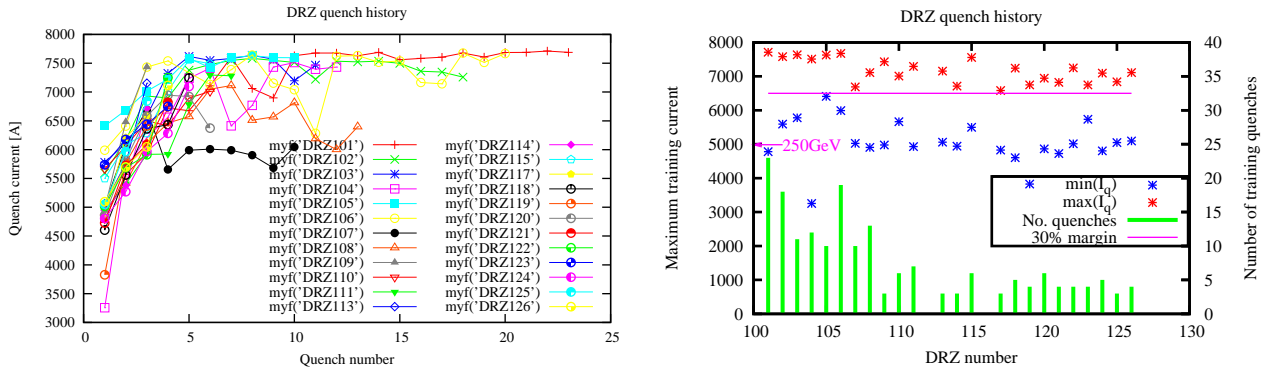 DRZ quench history
8000
7500
7000
6500
6000
5500
5000
4500
4000
3500
3000
Quench current [A]
0 5 10 15 20 25
Quench number
myf('DRZ101')
myf('DRZ102')
myf('DRZ103')
myf('DRZ104')
myf('DRZ105')
myf('DRZ106')
myf('DRZ107')
myf('DRZ108')
myf('DRZ109')
myf('DRZ110')
myf('DRZ111')
myf('DRZ113')
myf('DRZ114')
myf('DRZ115')
myf('DRZ117')
myf('DRZ118')
myf('DRZ119')
myf('DRZ120')
myf('DRZ121')
myf('DRZ122')
myf('DRZ123')
myf('DRZ124')
myf('DRZ125')
myf('DRZ126')
DRZ quench history
8000
7000
6000
5000
4000
3000
2000
1000
0
Maximum training current
250GeV
min(I_q)
max(I_q)
No. quenches
30% margin
40
35
30
25
20
15
10
5
0
Number of training quenches
100 105 110 115 120 125 130
DRZ number